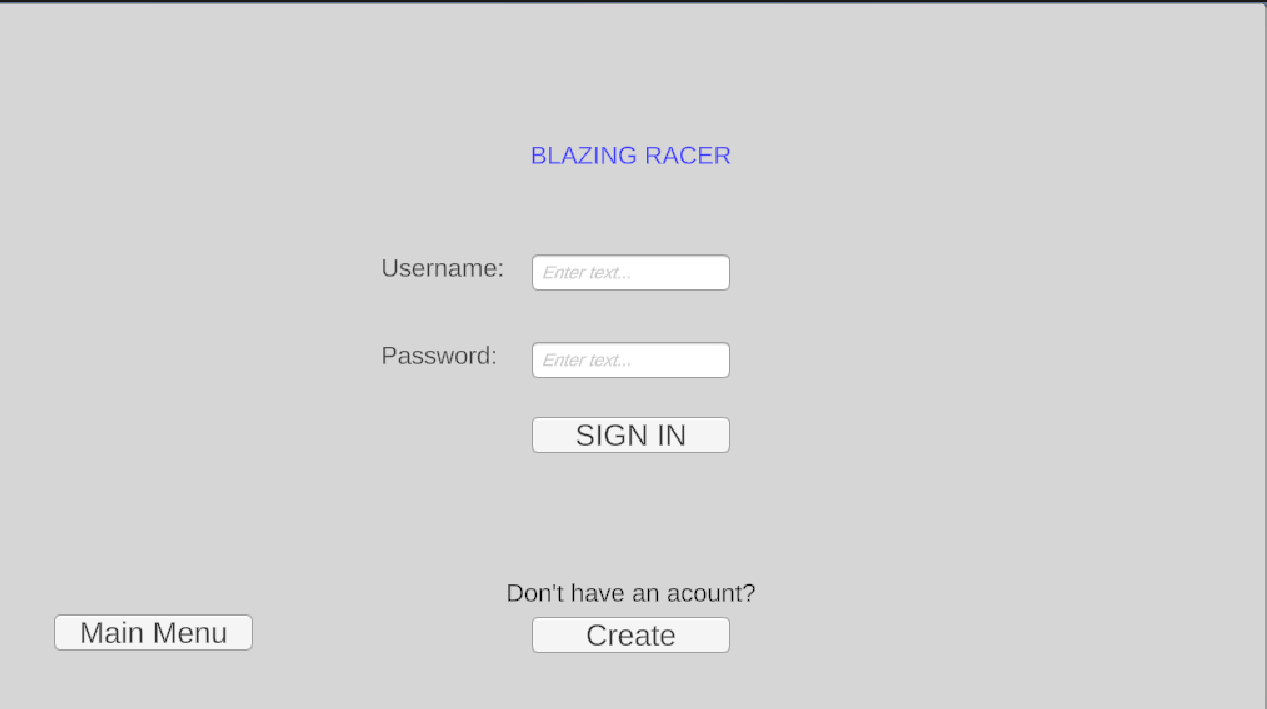 BLAZING RACER
Username:
Enter text...
Password:
Enter text...
SIGN IN
Don't have an acount?
Main Menu
Create